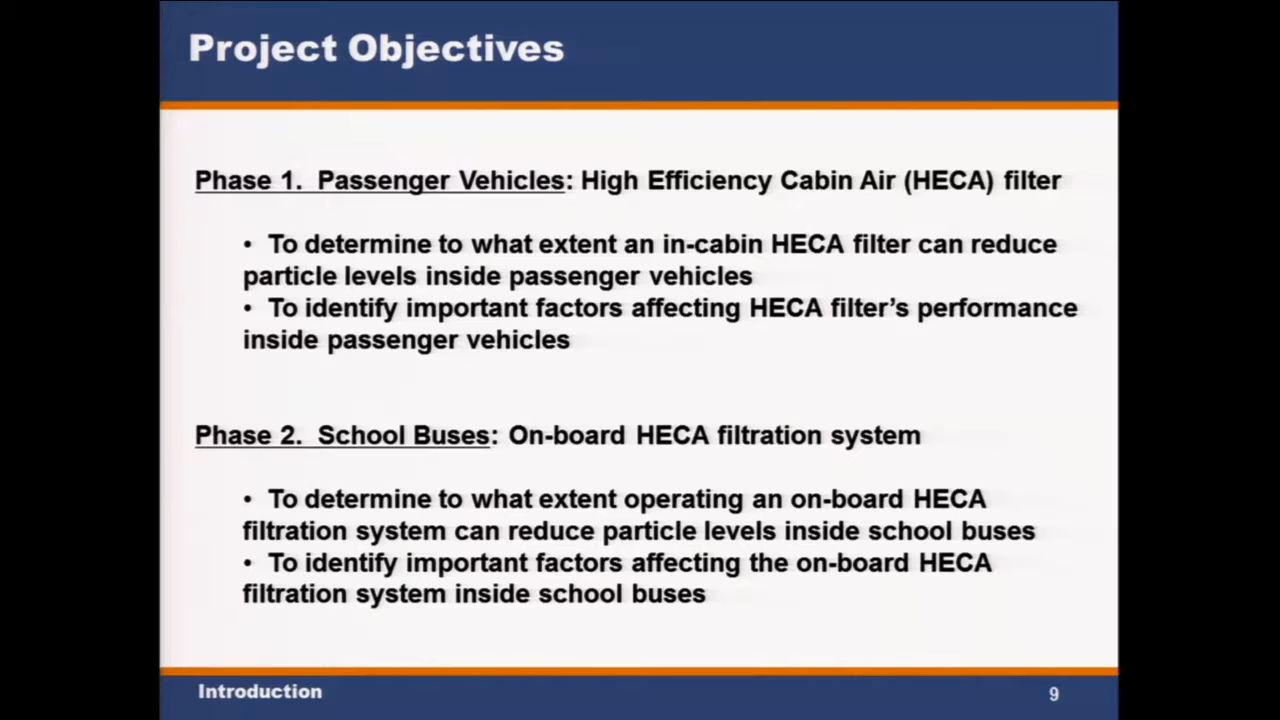 Project Objectives
Phase 1.  Passenger Vehicles: High Efficiency Cabin Air (HECA) filter
• To determine to what extent an in-cabin HECA filter can reduce
particle levels inside passenger vehicles
• To identify important factors affecting HECA filter’s performance
inside passenger vehicles
Phase 2.  School Buses: On-board HECA filtration system
• To determine to what extent operating an on-board HECA
filtration system can reduce particle levels inside school buses
• To identify important factors affecting the on-board HECA
filtration system inside school buses
Introduction
9